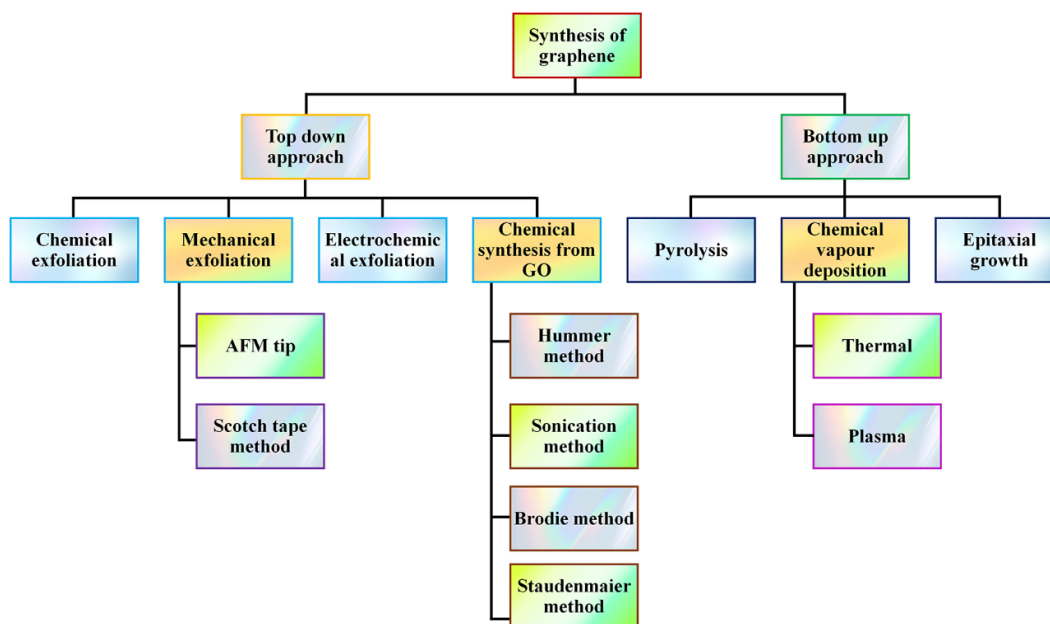 Synthesis of
graphene
Top down
approach
Bottom up
approach
Chemical
exfoliation
Mechanical
exfoliation
Electrochemic
al exfoliation
Chemical
synthesis from
GO
Pyrolysis
Chemical
vapour
deposition
Epitaxial
growth
AFM tip
Scotch tape
method
Hummer
method
Sonication
method
Brodie method
Staudenmaier
method
Thermal
Plasma